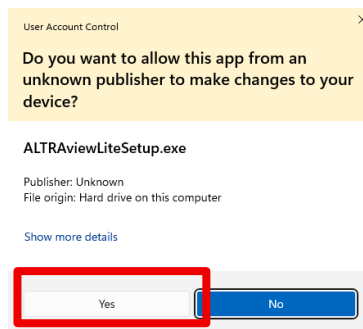 User Account Control
Do you want to allow this app from an
unknown publisher to make changes to your
device?
ALTRAviewLiteSetup.exe
Publisher: Unknown
File origin: Hard drive on this computer
Show more details
Yes
No